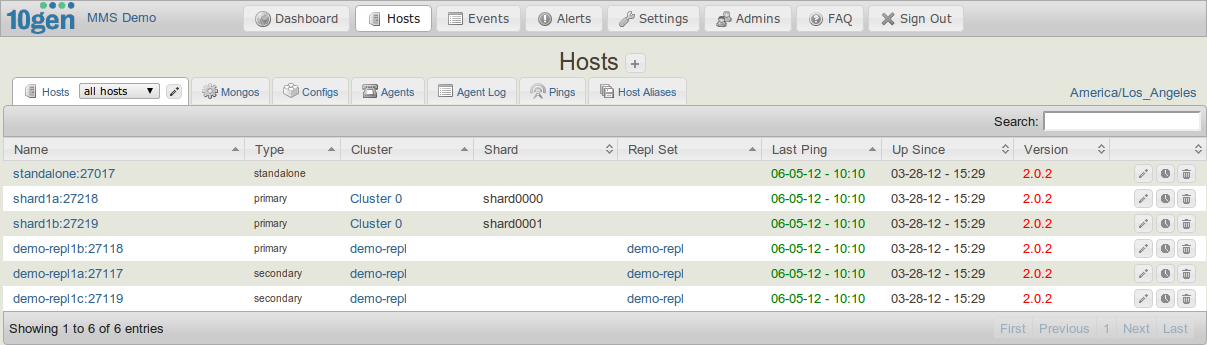 10gen MMS Demo Dashboard Hosts Events Alerts Settings Admins FAQ Sign Out
Hosts +
Hosts all hosts Mongos Configs Agents Agent Log Pings Host Aliases America/Los_Angeles
Search:
Name Type Cluster Shard Repl Set Last Ping Up Since Version
standalone:27017 standalone 06-05-12 - 10:10 03-28-12 - 15:29 2.0.2
shard1a:27218 primary Cluster 0 shard0000 06-05-12 - 10:10 03-28-12 - 15:29 2.0.2
shard1b:27219 primary Cluster 0 shard0001 06-05-12 - 10:10 03-28-12 - 15:29 2.0.2
demo-repl1b:27118 primary demo-repl demo-repl 06-05-12 - 10:10 03-28-12 - 15:29 2.0.2
demo-repl1a:27117 secondary demo-repl demo-repl 06-05-12 - 10:10 03-28-12 - 15:29 2.0.2
demo-repl1c:27119 secondary demo-repl demo-repl 06-05-12 - 10:10 03-28-12 - 15:29 2.0.2
Showing 1 to 6 of 6 entries First Previous 1 Next Last